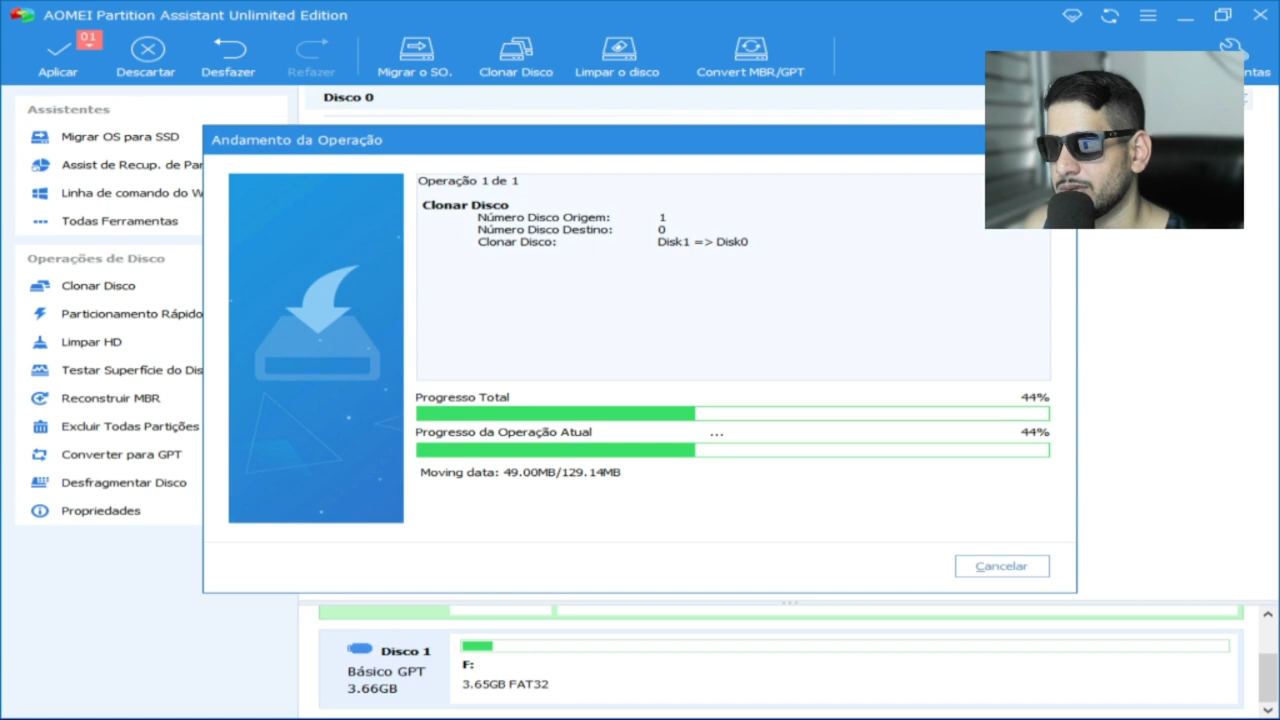 AOMEI Partition Assistant Unlimited Edition
01
Aplicar
Descartar
Desfazer
Refazer
Migrar o SO.
Clonar Disco
Limpar o disco
Convert MBR/GPT
ntas
Assistentes
Migrar OS para SSD
Assist de Recup. de Par
Linha de comando do W
Todas Ferramentas
Operações de Disco
Clonar Disco
Particionamento Rápido
Limpar HD
Testar Superfície do Dis
Reconstruir MBR
Excluir Todas Partições
Converter para GPT
Desfragmentar Disco
Propriedades
Disco 0
Andamento da Operação
Operação 1 de 1
Clonar Disco
Número Disco Origem: 1
Número Disco Destino: 0
Clonar Disco: Disk1 => Disk0
Progresso Total 44%
Progresso da Operação Atual ... 44%
Moving data: 49.00MB/129.14MB
Cancelar
Disco 1
Básico GPT
3.66GB
F:
3.65GB FAT32